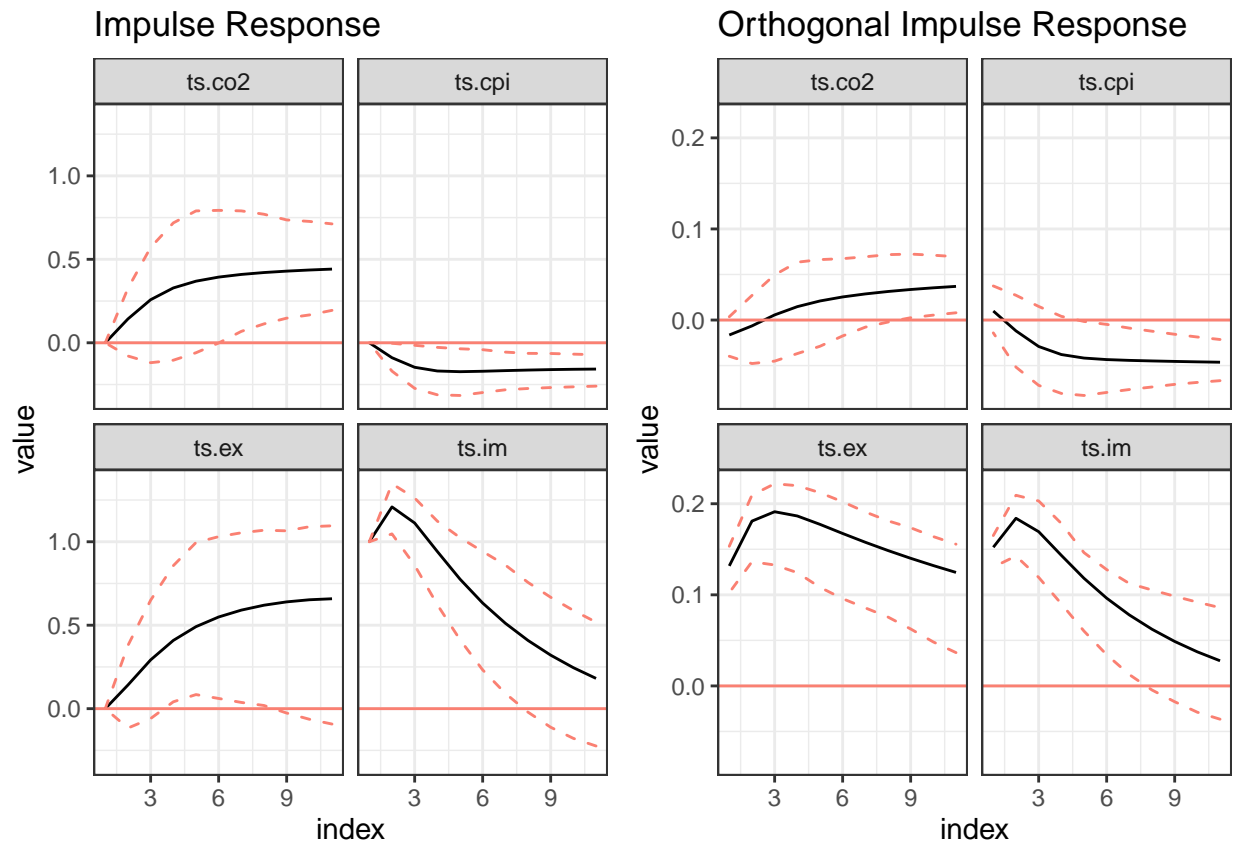 Impulse Response
ts.co2
ts.cpi
1.0
0.5
0.0
ts.ex
ts.im
1.0
0.5
0.0
3
6
9
3
6
9
value
index
Orthogonal Impulse Response
ts.co2
ts.cpi
0.2
0.1
0.0
ts.ex
ts.im
0.2
0.1
0.0
3
6
9
3
6
9
value
index